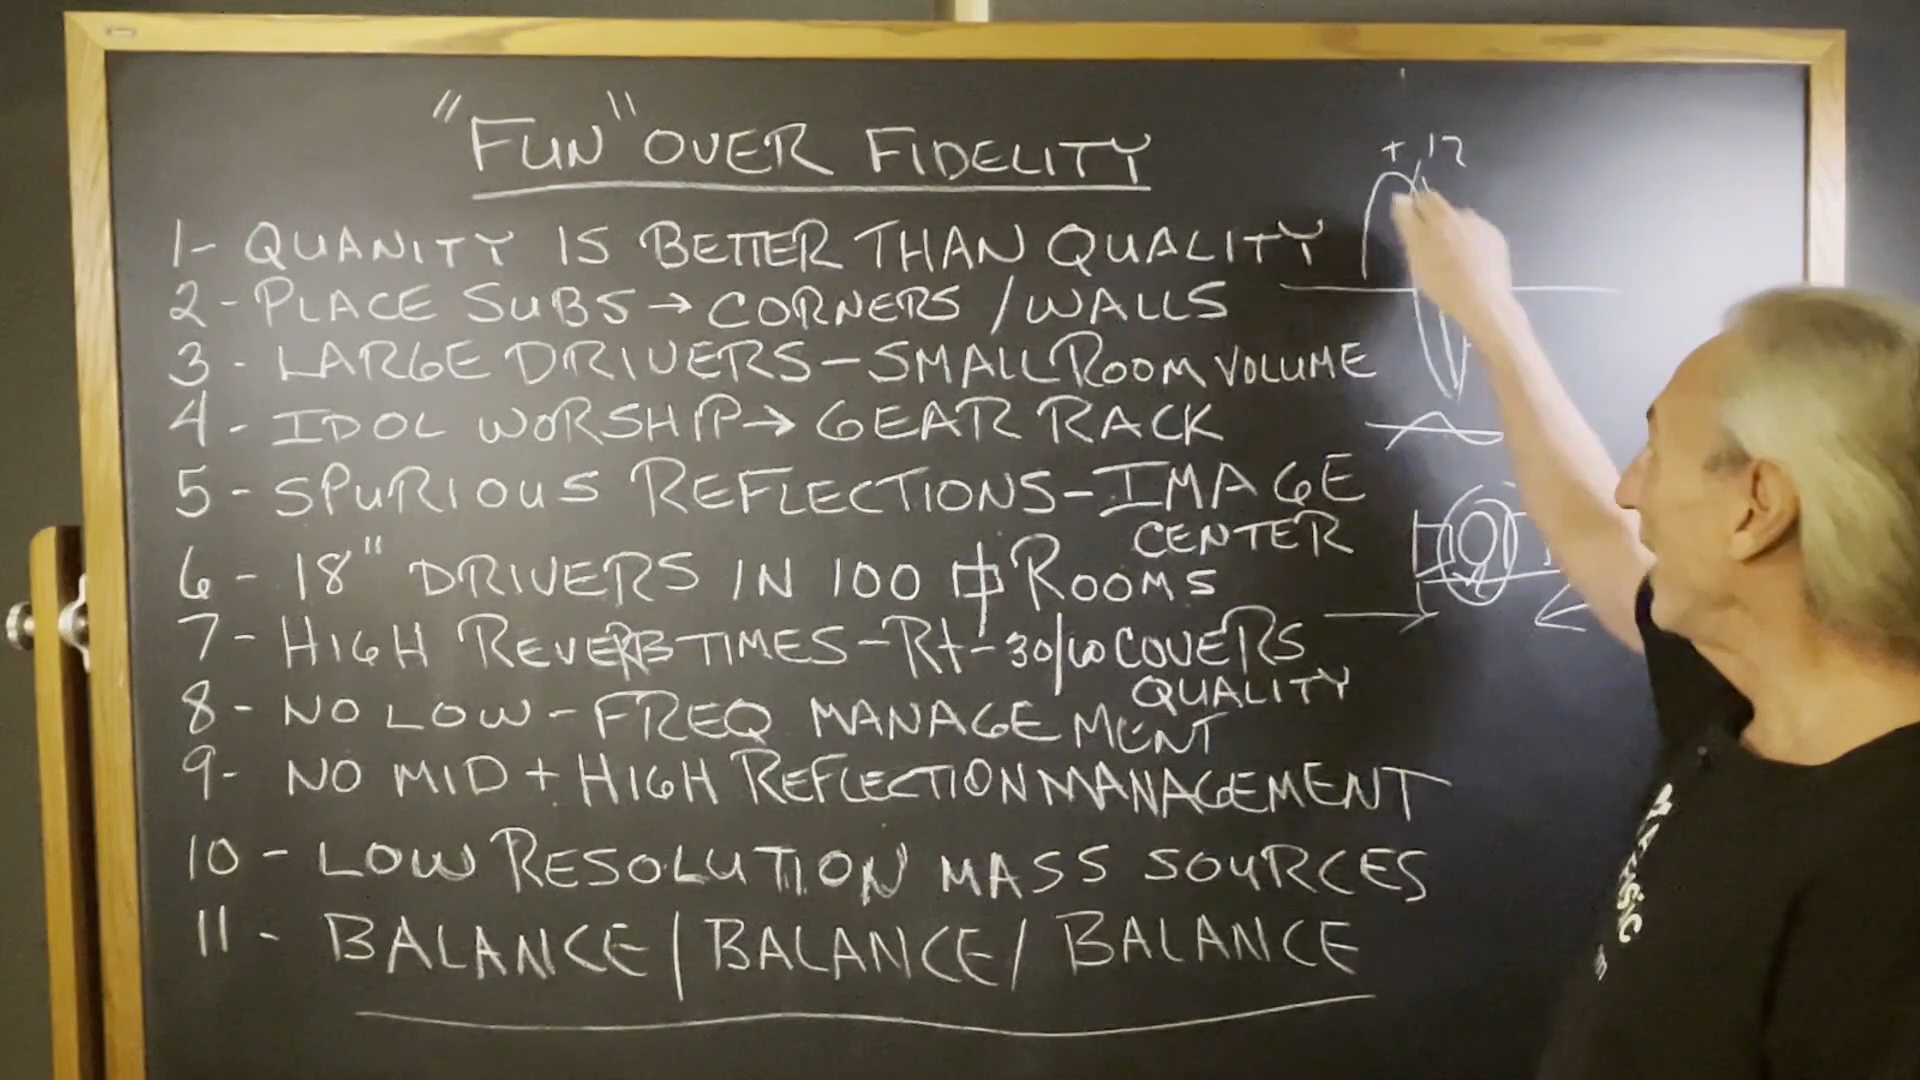 "FUN" OVER FIDELITY
1- QUANITY IS BETTER THAN QUALITY
2- PLACE SUBS → CORNERS / WALLS
3- LARGE DRIVERS – SMALL ROOM VOLUME
4- IDOL WORSHIP → GEAR RACK
5- SPURIOUS REFLECTIONS – IMAGE
CENTER
6- 18" DRIVERS IN 100 ROOMS
7- HIGH REVERB TIMES – Rt – 30/60 COVERS
QUALITY
8- NO LOW-FREQ MANAGEMENT
9- NO MID + HIGH REFLECTION MANAGEMENT
10- LOW RESOLUTION MASS SOURCES
11- BALANCE / BALANCE / BALANCE
+12